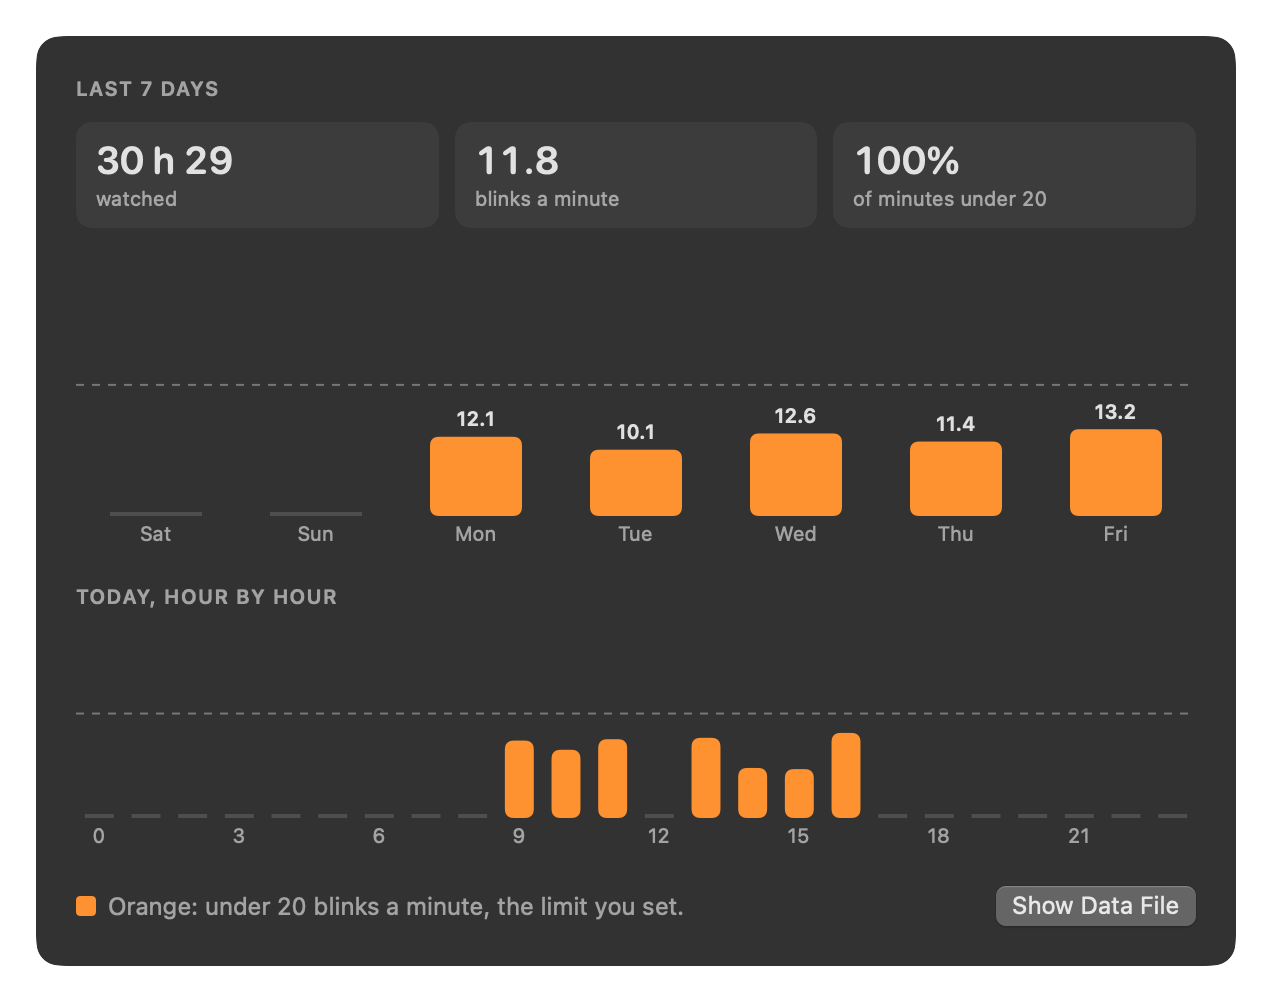 LAST 7 DAYS
30 h 29
watched
11.8
blinks a minute
100%
of minutes under 20
12.1
10.1
12.6
11.4
13.2
Sat
Sun
Mon
Tue
Wed
Thu
Fri
TODAY, HOUR BY HOUR
0
3
6
9
12
15
18
21
Orange: under 20 blinks a minute, the limit you set.
Show Data File